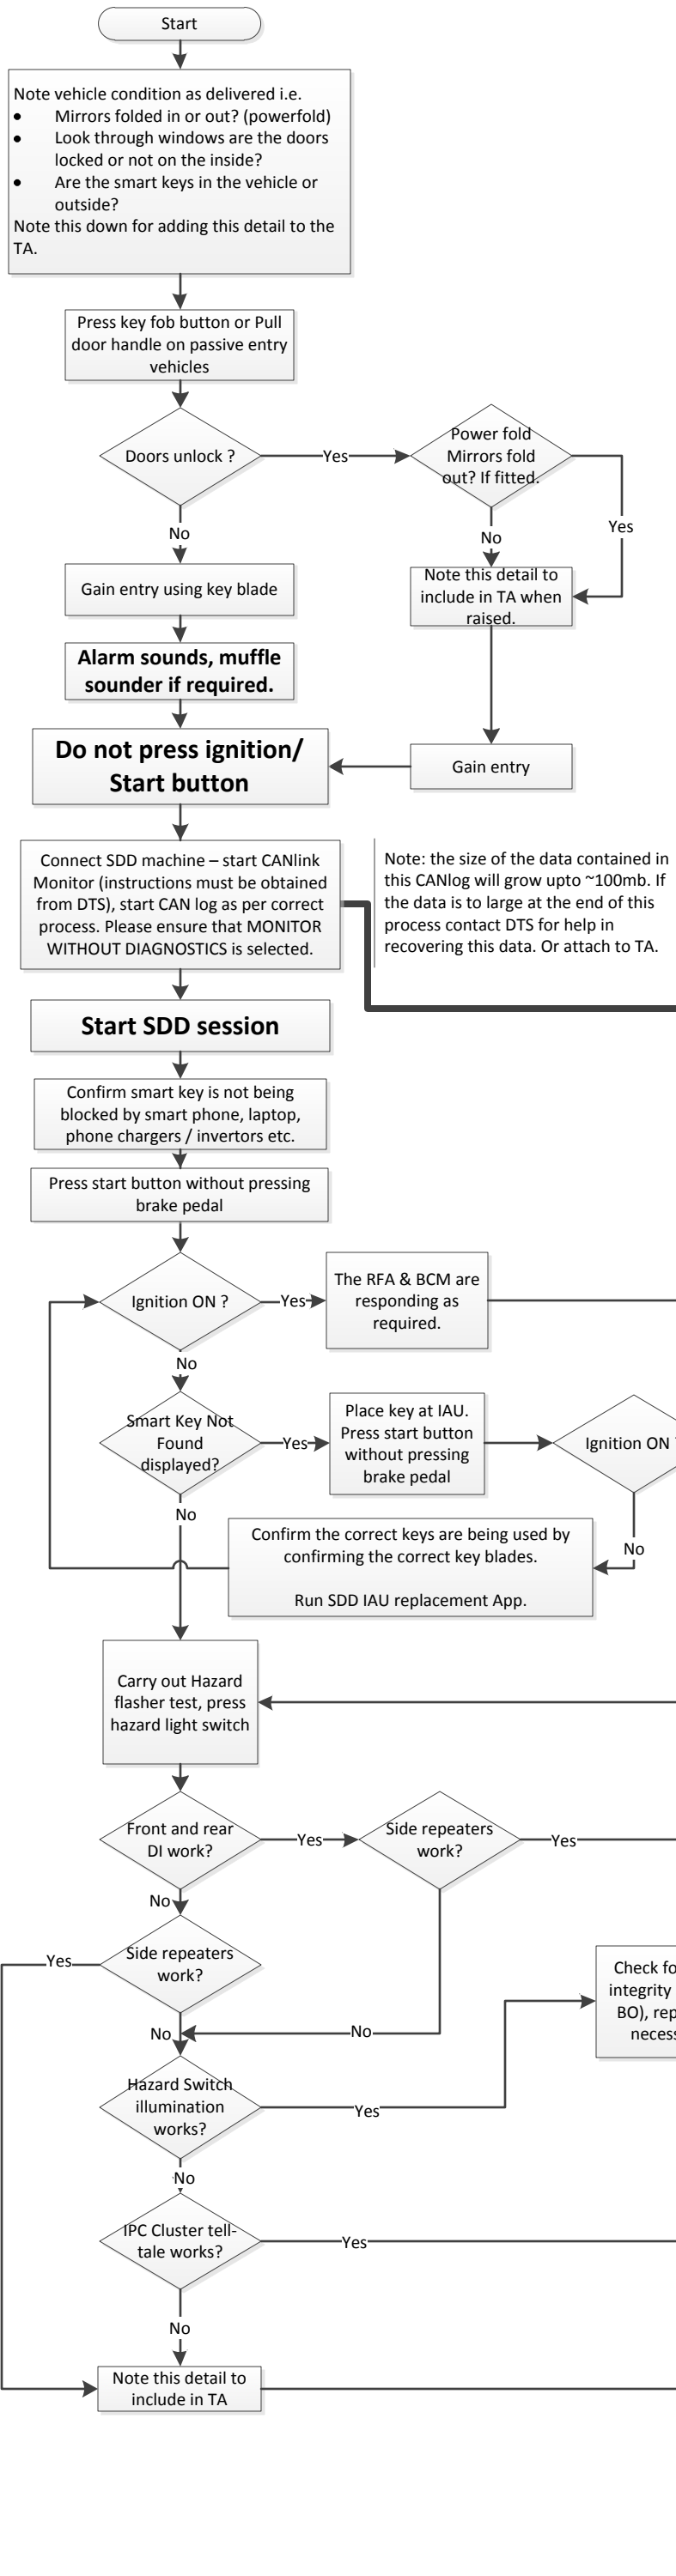 Start
Note vehicle condition as delivered i.e.
• Mirrors folded in or out? (powerfold)
• Look through windows are the doors
locked or not on the inside?
• Are the smart keys in the vehicle or
outside?
Note this down for adding this detail to the
TA.
Press key fob button or Pull
door handle on passive entry
vehicles
Doors unlock ?
Yes
Power fold
Mirrors fold
out? If fitted.
Yes
No
No
Note this detail to
include in TA when
raised.
Gain entry using key blade
Alarm sounds, muffle
sounder if required.
Do not press ignition/
Start button
Gain entry
Connect SDD machine – start CANlink
Monitor (instructions must be obtained
from DTS), start CAN log as per correct
process. Please ensure that MONITOR
WITHOUT DIAGNOSTICS is selected.
Note: the size of the data contained in
this CANlog will grow upto ~100mb. If
the data is to large at the end of this
process contact DTS for help in
recovering this data. Or attach to TA.
Start SDD session
Confirm smart key is not being
blocked by smart phone, laptop,
phone chargers / invertors etc.
Press start button without pressing
brake pedal
Ignition ON ?
Yes
The RFA & BCM are
responding as
required.
No
Smart Key Not
Found
displayed?
Yes
Place key at IAU.
Press start button
without pressing
brake pedal
Ignition ON ?
No
No
Confirm the correct keys are being used by
confirming the correct key blades.
Run SDD IAU replacement App.
Carry out Hazard
flasher test, press
hazard light switch
Front and rear
DI work?
Yes
Side repeaters
work?
Yes
No
Side repeaters
work?
Yes
No
No
Check fo
integrity
BO), rep
necess
Hazard Switch
illumination
works?
Yes
No
IPC Cluster tell-
tale works?
Yes
No
Note this detail to
include in TA